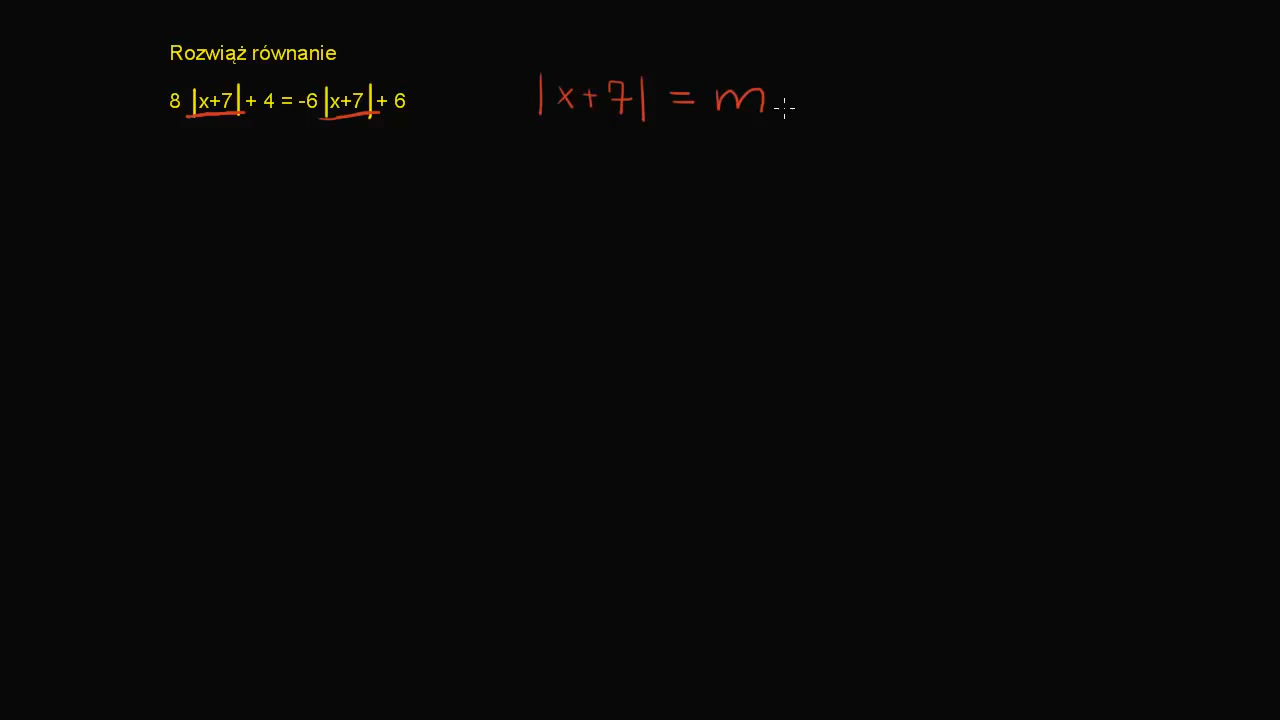 Rozwiąż równanie
8 |x+7| + 4 = -6 |x+7| + 6
|x+7| = m